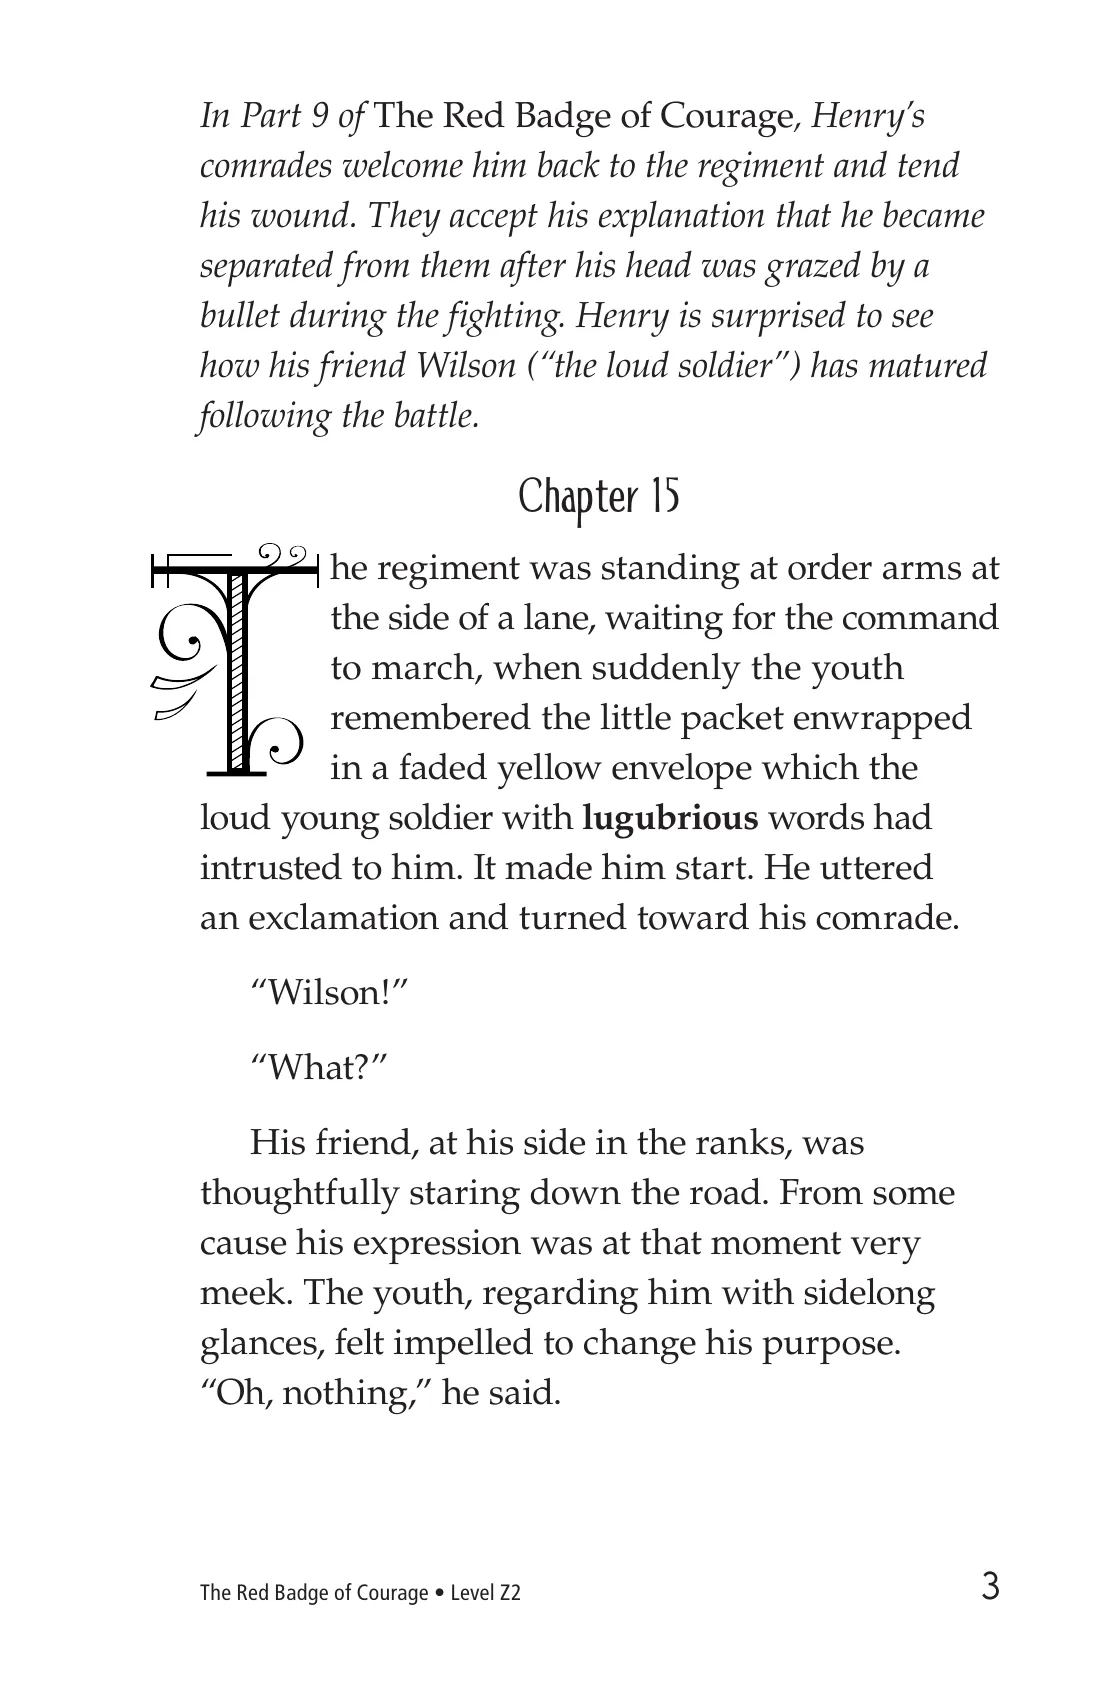 In Part 9 of The Red Badge of Courage, Henry’s
comrades welcome him back to the regiment and tend
his wound. They accept his explanation that he became
separated from them after his head was grazed by a
bullet during the fighting. Henry is surprised to see
how his friend Wilson (“the loud soldier”) has matured
following the battle.
Chapter 15
The regiment was standing at order arms at
the side of a lane, waiting for the command
to march, when suddenly the youth
remembered the little packet enwrapped
in a faded yellow envelope which the
loud young soldier with lugubrious words had
intrusted to him. It made him start. He uttered
an exclamation and turned toward his comrade.
“Wilson!”
“What?”
His friend, at his side in the ranks, was
thoughtfully staring down the road. From some
cause his expression was at that moment very
meek. The youth, regarding him with sidelong
glances, felt impelled to change his purpose.
“Oh, nothing,” he said.
The Red Badge of Courage • Level Z2
3